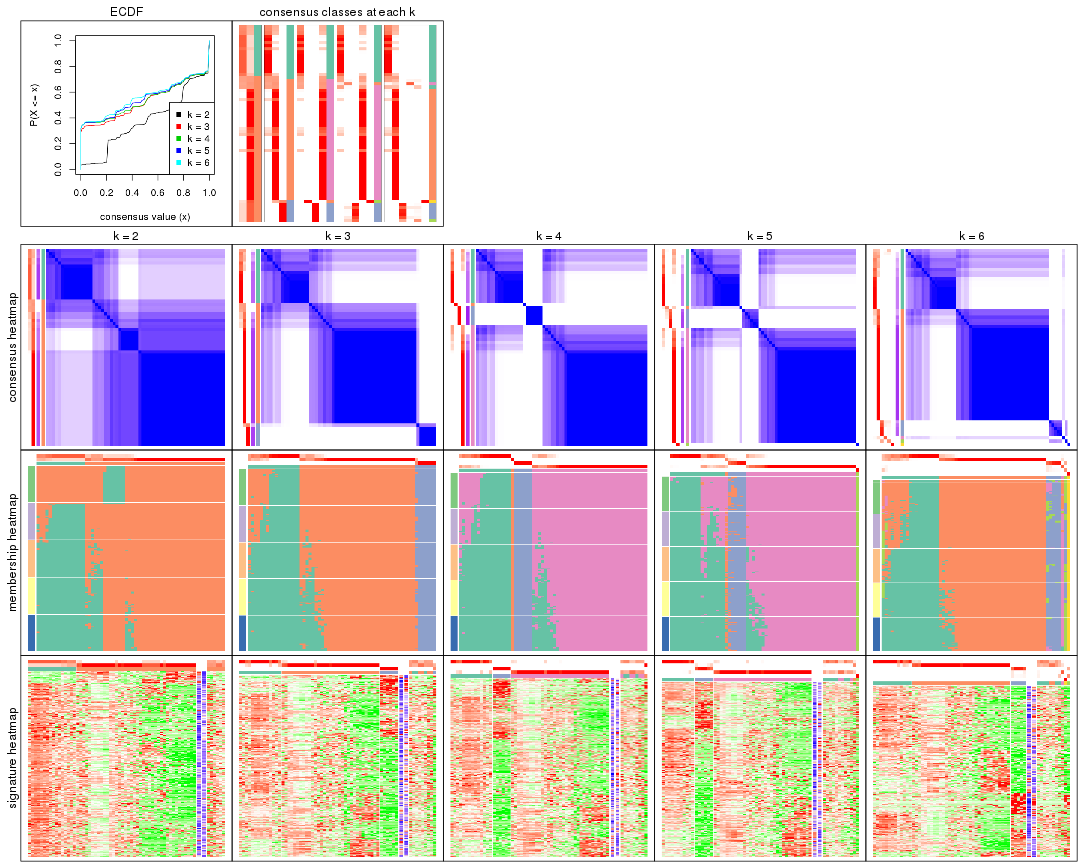 ECDF
consensus classes at each k
P(X <= x)
0.0 0.2 0.4 0.6 0.8 1.0
k = 2
k = 3
k = 4
k = 5
k = 6
0.0 0.2 0.4 0.6 0.8 1.0
consensus value (x)
k = 2
k = 3
k = 4
k = 5
k = 6
consensus heatmap
membership heatmap
signature heatmap